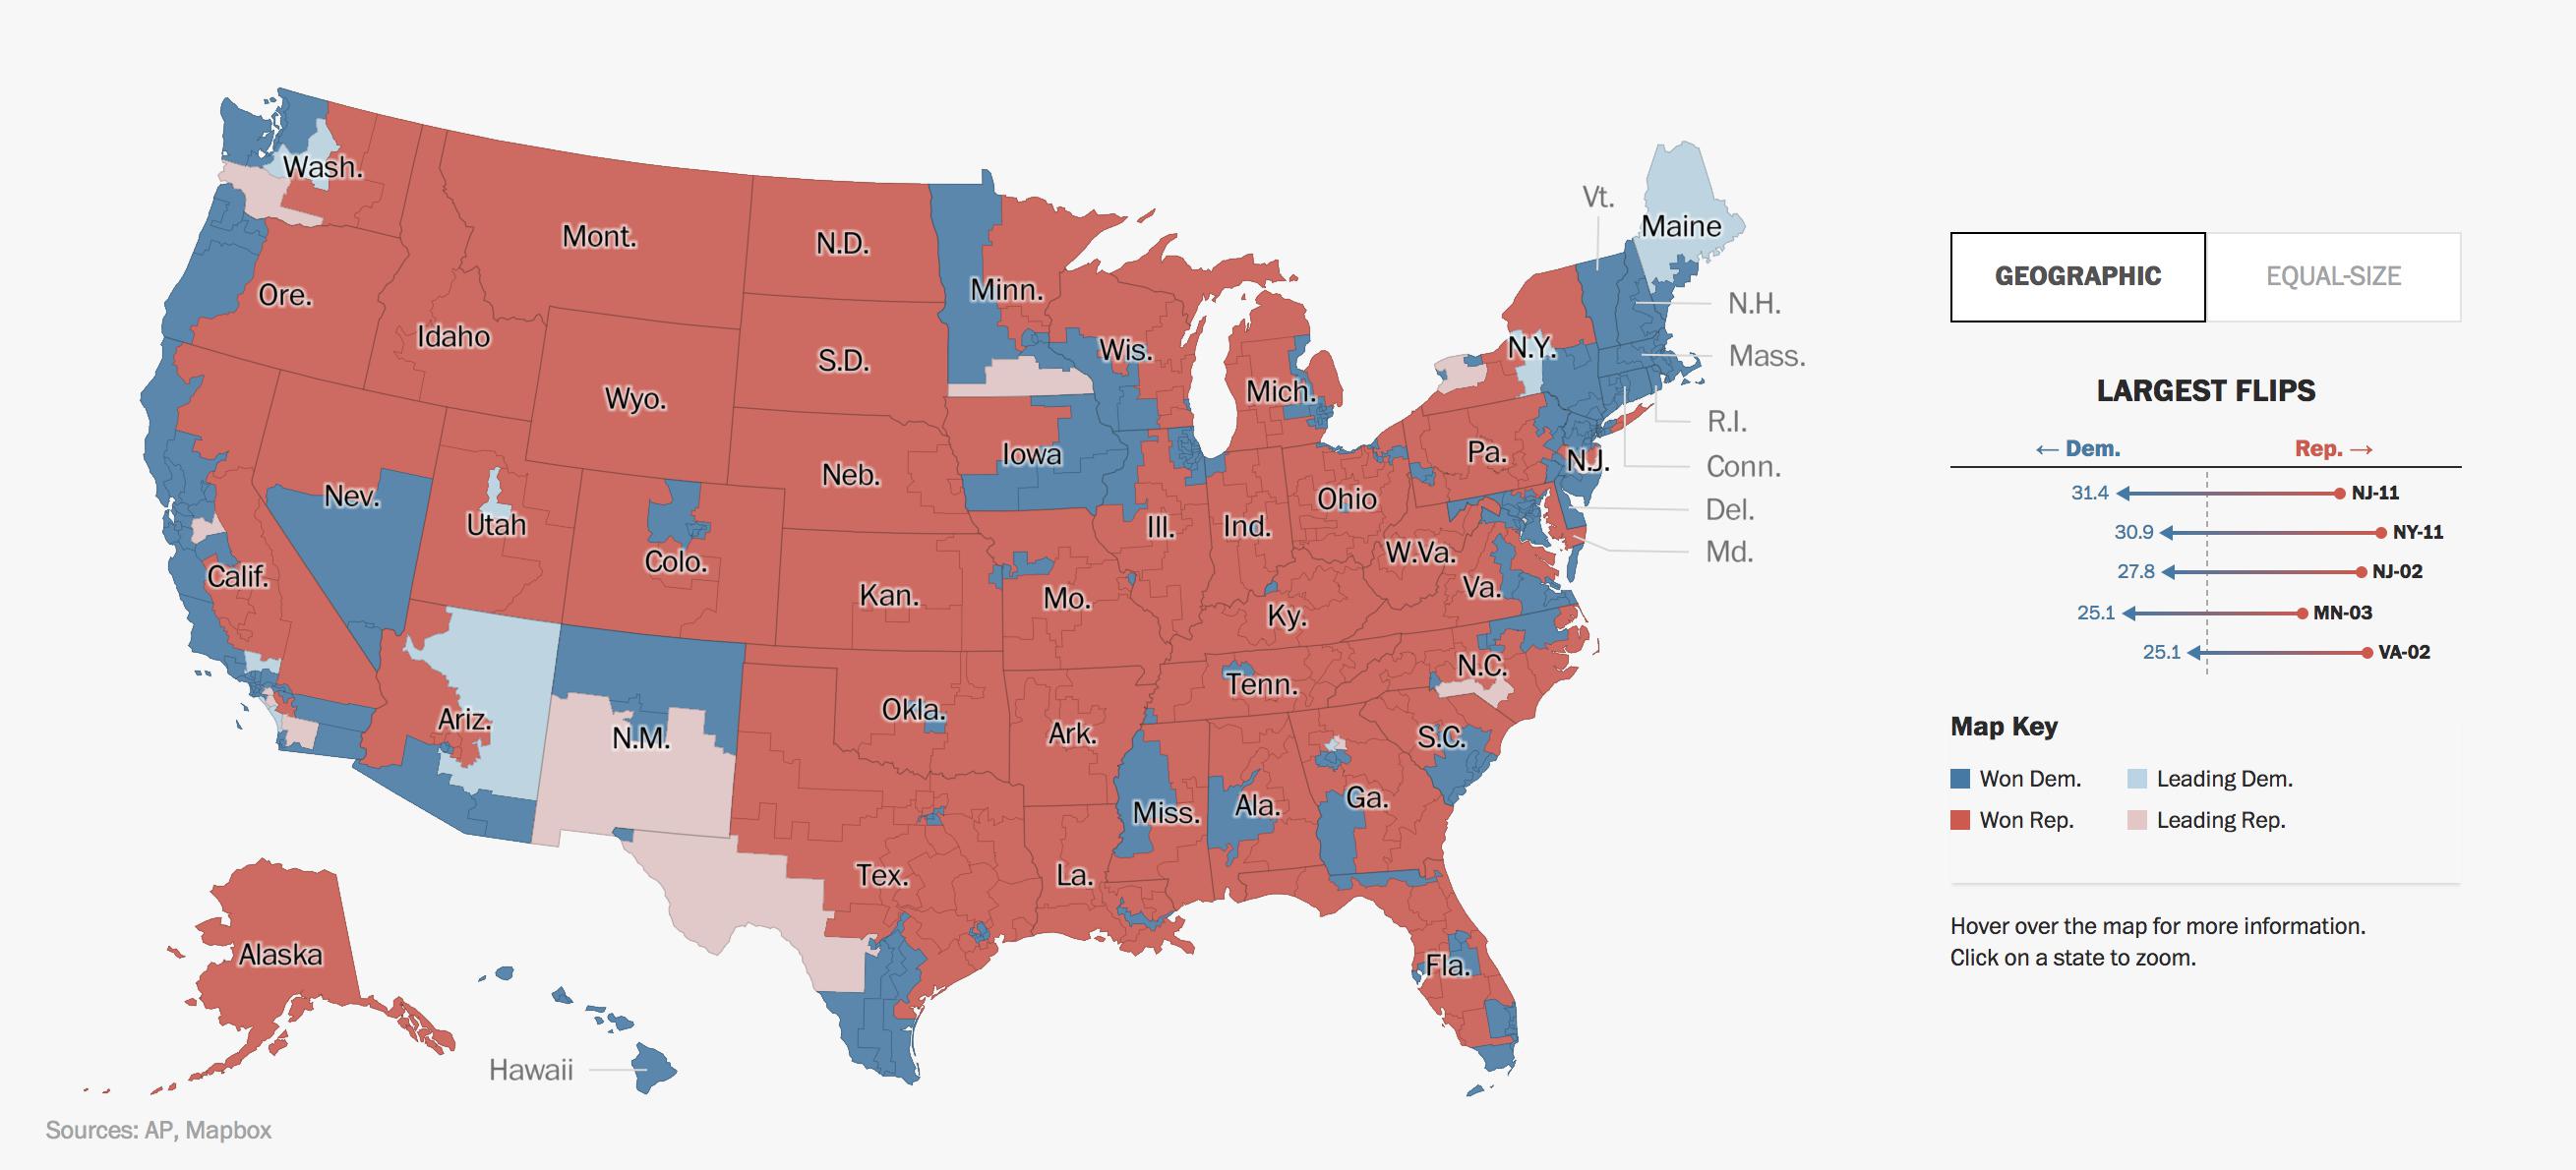 Wash.
Mont.
N.D.
Minn.
Vt.
Maine
Ore.
Idaho
Wyo.
S.D.
Wis.
Mich.
N.Y.
N.H.
Mass.
R.I.
Conn.
Del.
Md.
Nev.
Utah
Colo.
Neb.
Iowa
Ill.
Ind.
Ohio
Pa.
N.J.
W.Va.
Va.
Calif.
Kan.
Mo.
Ky.
Ariz.
N.M.
Okla.
Ark.
Tenn.
N.C.
S.C.
Tex.
La.
Miss.
Ala.
Ga.
Fla.
Alaska
Hawaii
Sources: AP, Mapbox
GEOGRAPHIC EQUAL-SIZE
LARGEST FLIPS
← Dem. Rep. →
31.4 NJ-11
30.9 NY-11
27.8 NJ-02
25.1 MN-03
25.1 VA-02
Map Key
Won Dem. Leading Dem.
Won Rep. Leading Rep.
Hover over the map for more information.
Click on a state to zoom.